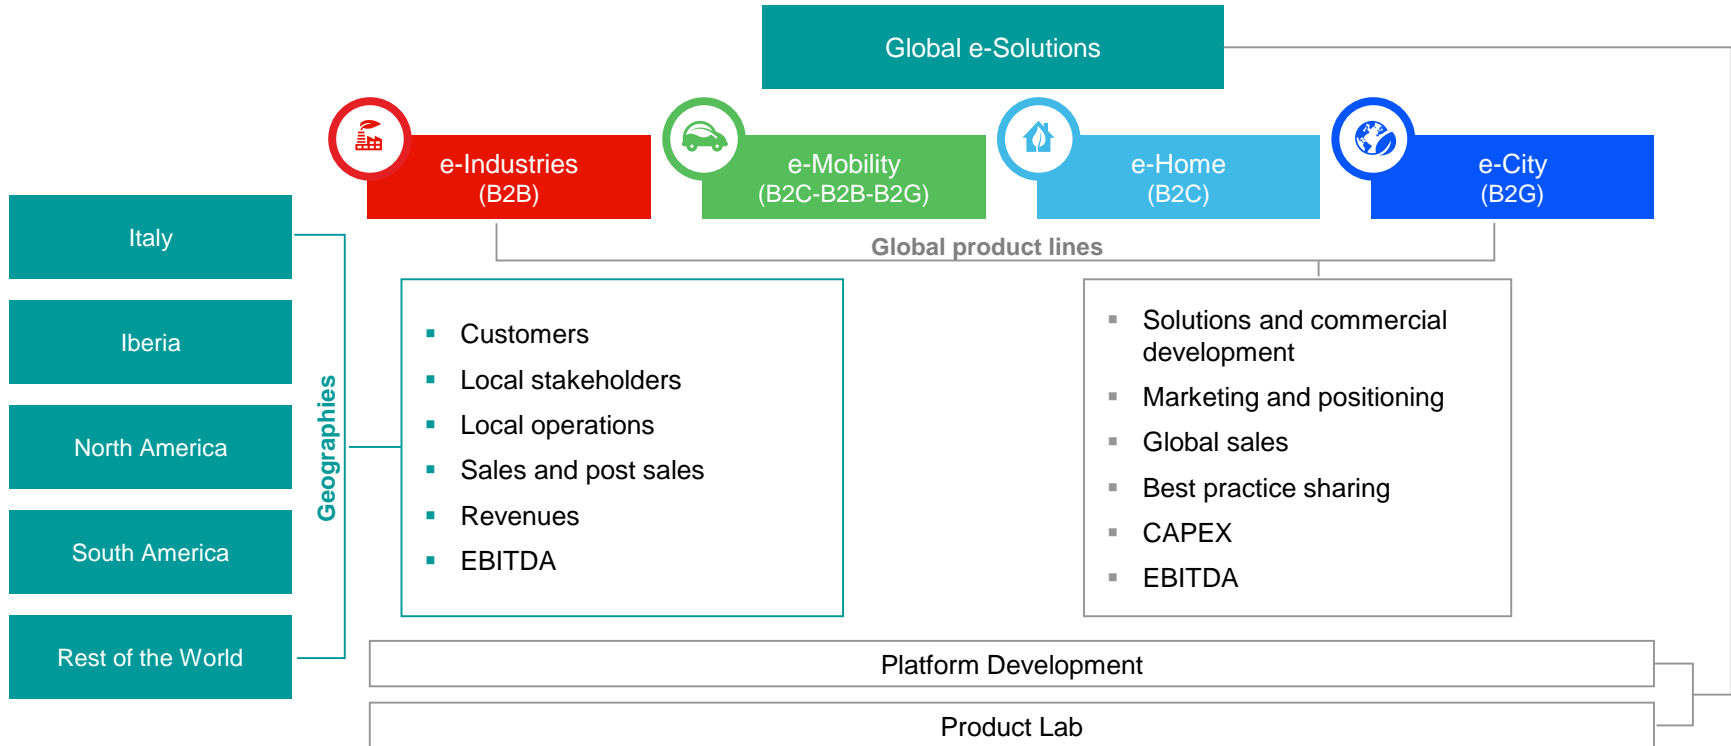 Global e-Solutions
e-Industries
(B2B)
e-Mobility
(B2C-B2B-B2G)
e-Home
(B2C)
e-City
(B2G)
Global product lines
Italy
Iberia
North America
South America
Rest of the World
Geographies
▪ Customers
▪ Local stakeholders
▪ Local operations
▪ Sales and post sales
▪ Revenues
▪ EBITDA
▪ Solutions and commercial
development
▪ Marketing and positioning
▪ Global sales
▪ Best practice sharing
▪ CAPEX
▪ EBITDA
Platform Development
Product Lab